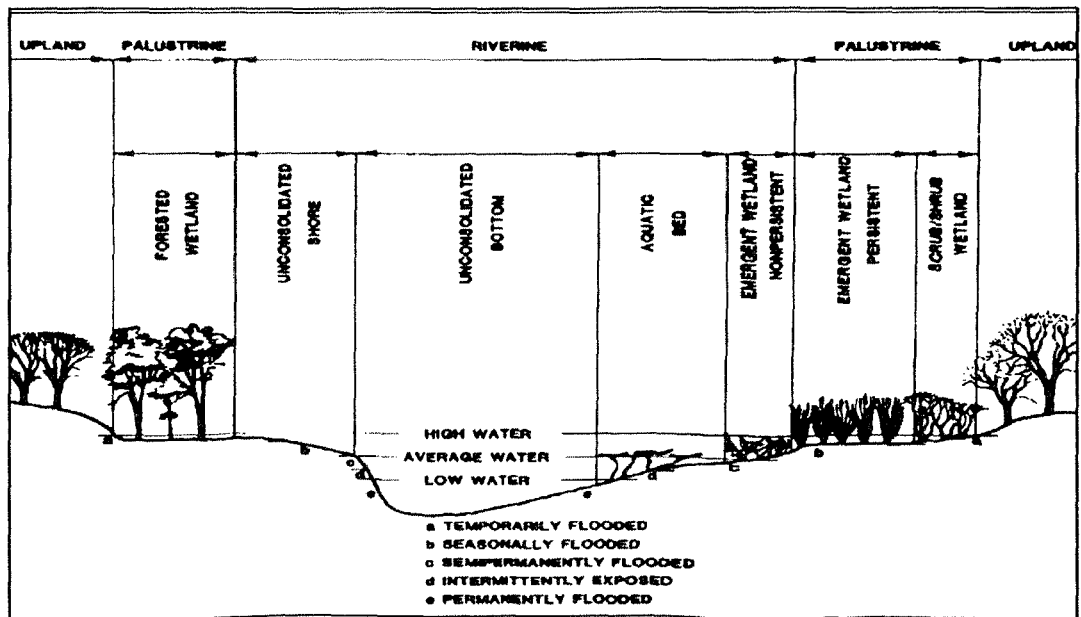 UPLAND PALUSTRINE RIVERINE PALUSTRINE UPLAND
FORESTED
WETLAND
UNCONSOLIDATED
SHORE
UNCONSOLIDATED
BOTTOM
AQUATIC
BED
EMERGENT WETLAND
NONPERSISTENT
EMERGENT WETLAND
PERSISTENT
SCRUB/SHRUB
WETLAND
HIGH WATER
AVERAGE WATER
LOW WATER
a
b
c
d
e
e
d
c
b
a
a TEMPORARILY FLOODED
b SEASONALLY FLOODED
c SEMIPERMANENTLY FLOODED
d INTERMITTENTLY EXPOSED
e PERMANENTLY FLOODED